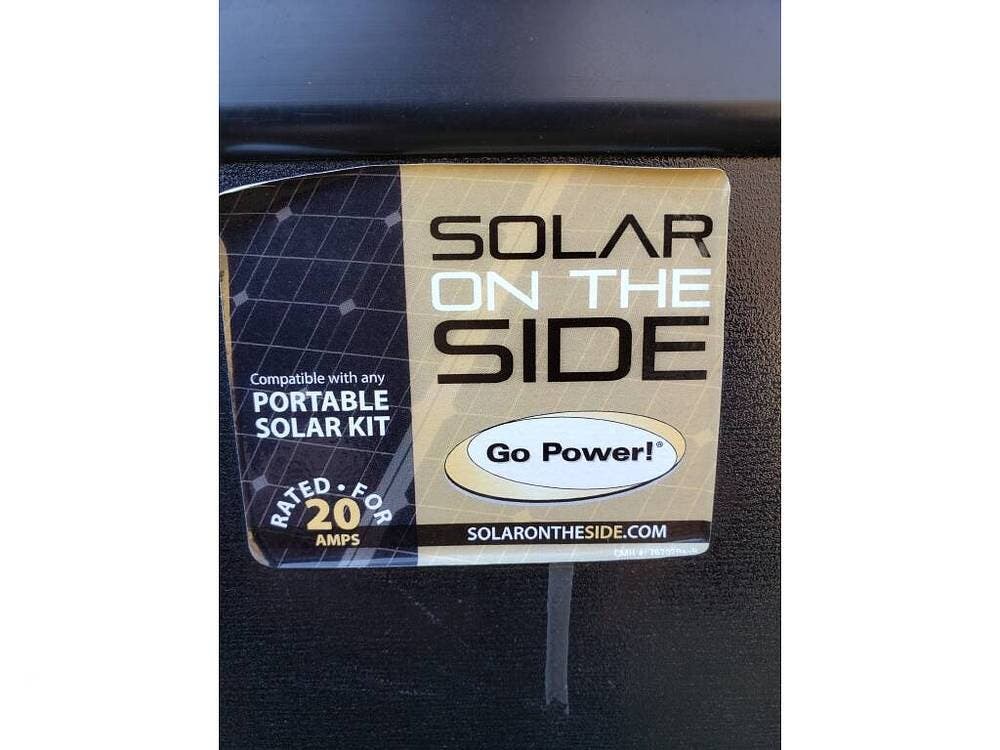 SOLAR
ON THE
SIDE
Compatible with any
PORTABLE
SOLAR KIT
Go Power!®
RATED • FOR
20
AMPS
SOLARONTHESIDE.COM